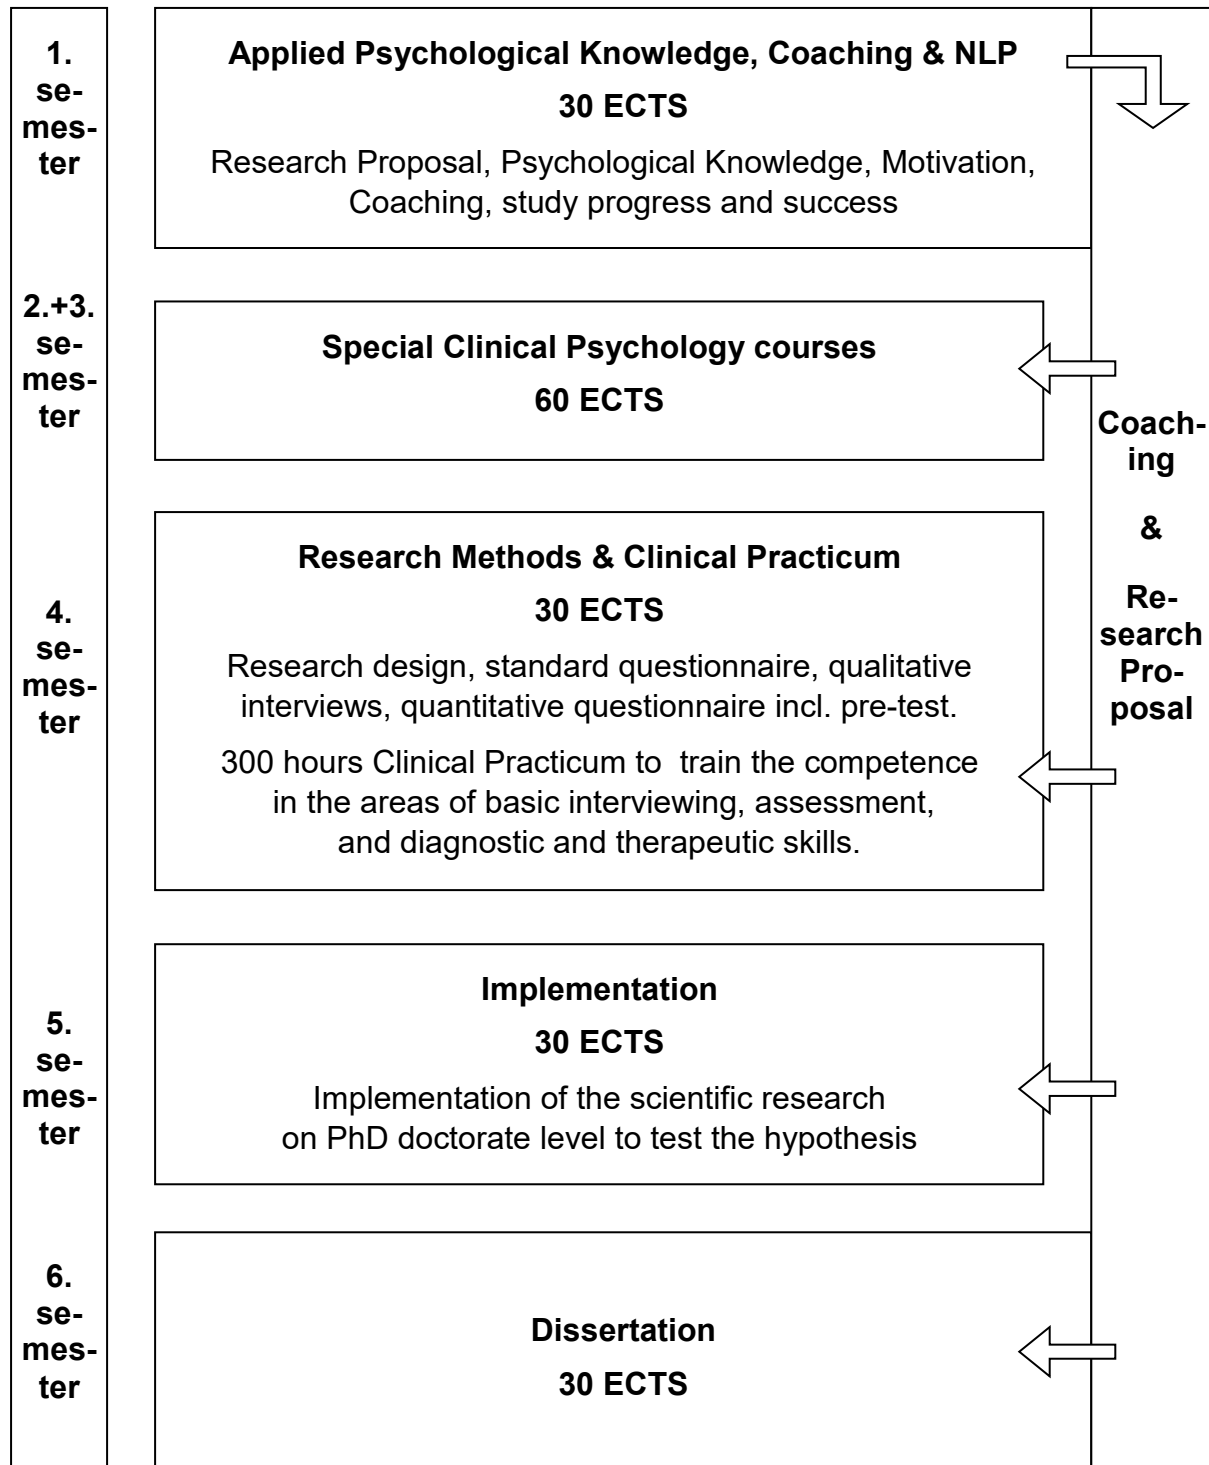 1.
se-
mes-
ter
Applied Psychological Knowledge, Coaching & NLP
30 ECTS
Research Proposal, Psychological Knowledge, Motivation,
Coaching, study progress and success
2.+3.
se-
mes-
ter
Special Clinical Psychology courses
60 ECTS
Coach-
ing
&
Re-
search
Pro-
posal
4.
se-
mes-
ter
Research Methods & Clinical Practicum
30 ECTS
Research design, standard questionnaire, qualitative
interviews, quantitative questionnaire incl. pre-test.
300 hours Clinical Practicum to  train the competence
in the areas of basic interviewing, assessment,
and diagnostic and therapeutic skills.
5.
se-
mes-
ter
Implementation
30 ECTS
Implementation of the scientific research
on PhD doctorate level to test the hypothesis
6.
se-
mes-
ter
Dissertation
30 ECTS